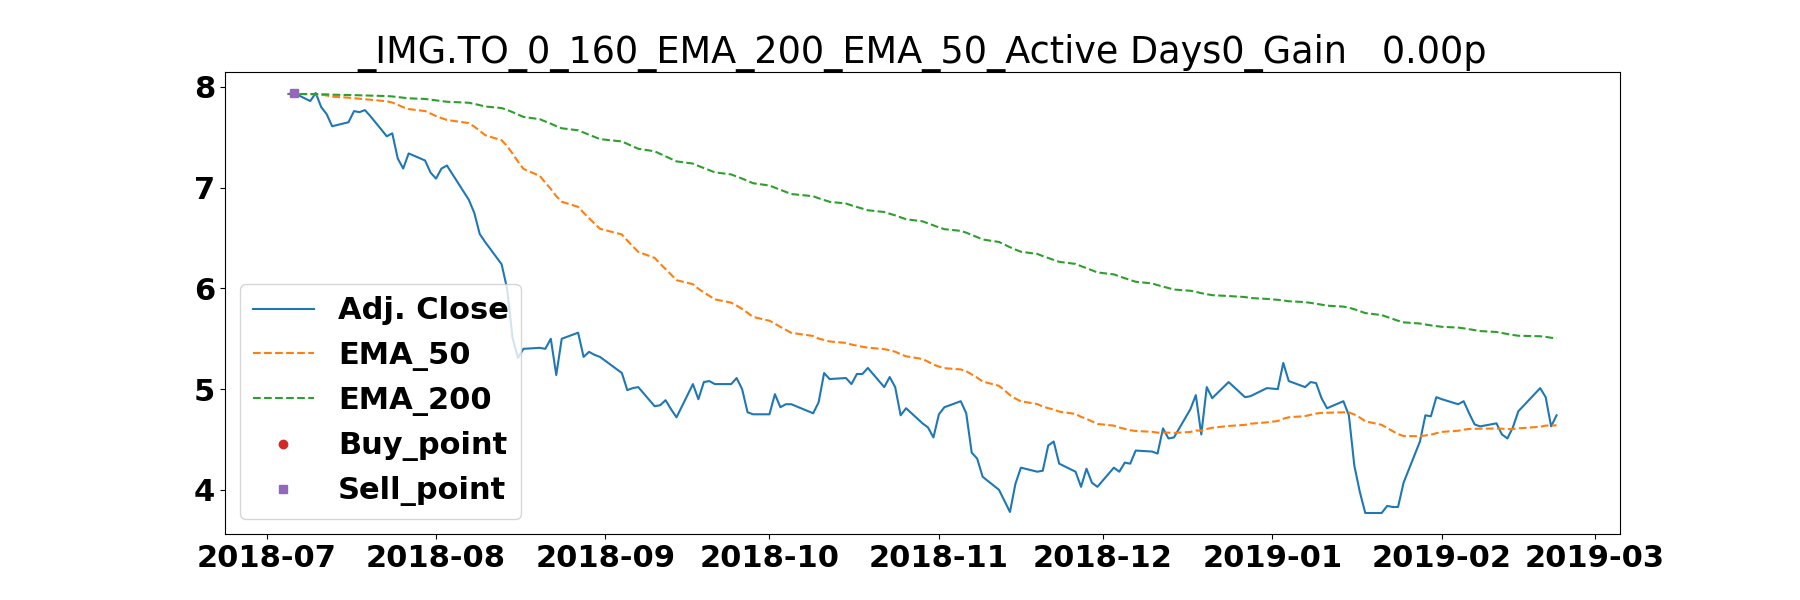 _IMG.TO_0_160_EMA_200_EMA_50_Active Days0_Gain   0.00p
8
7
6
5
4
Adj. Close
EMA_50
EMA_200
Buy_point
Sell_point
2018-07 2018-08 2018-09 2018-10 2018-11 2018-12 2019-01 2019-02 2019-03